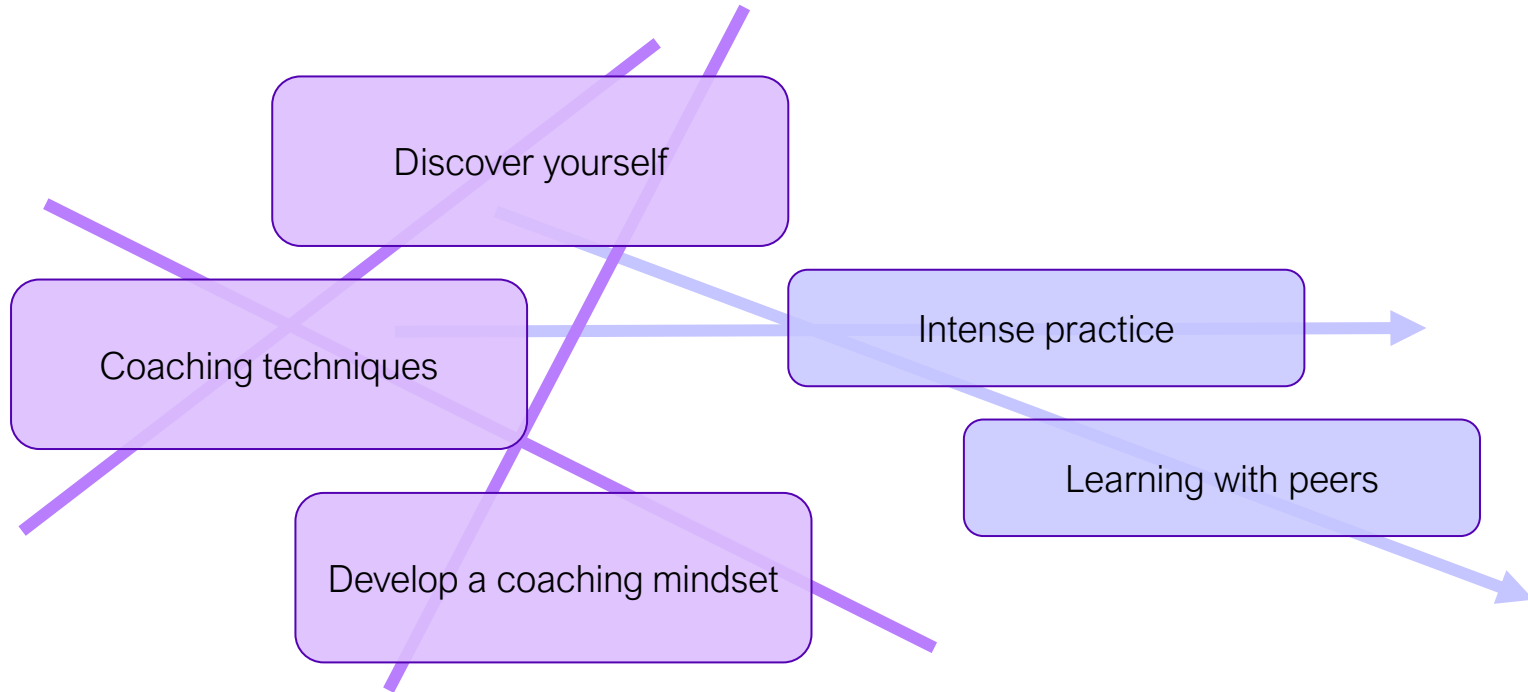 Discover yourself
Coaching techniques
Develop a coaching mindset
Intense practice
Learning with peers